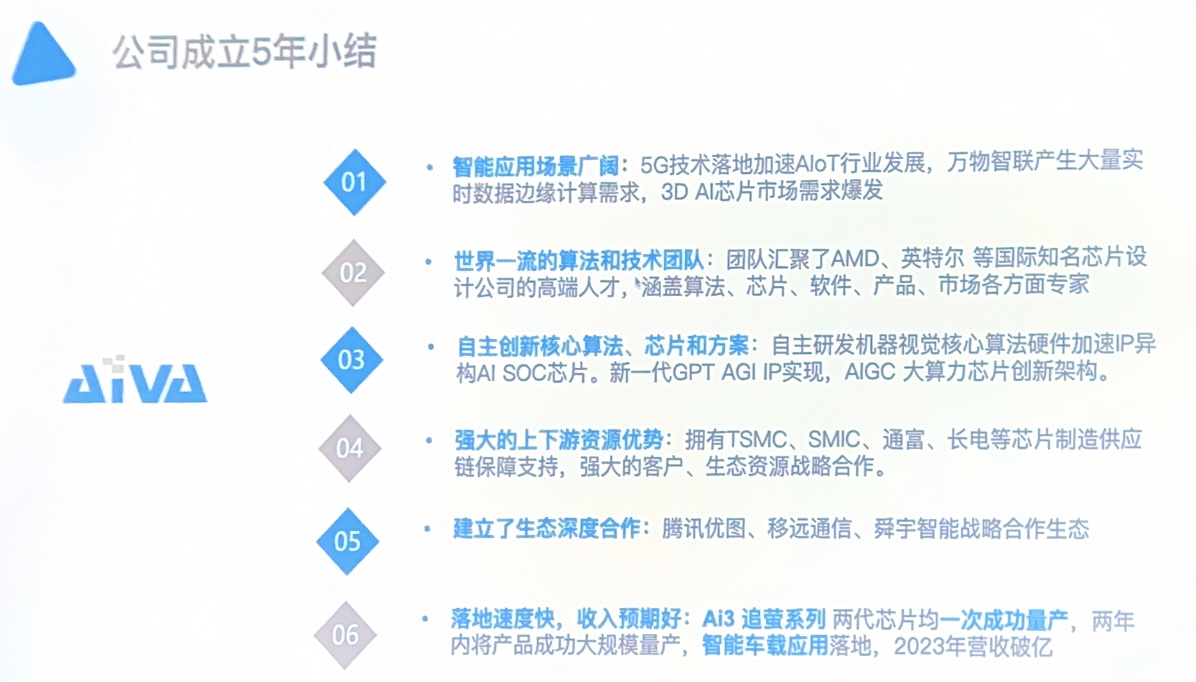 公司成立5年小结
01
• 智能应用场景广阔：5G技术落地加速AIoT行业发展，万物智联产生大量实
时数据边缘计算需求，3D AI芯片市场需求爆发
02
• 世界一流的算法和技术团队：团队汇聚了AMD、英特尔 等国际知名芯片设
计公司的高端人才，涵盖算法、芯片、软件、产品、市场各方面专家
03
• 自主创新核心算法、芯片和方案：自主研发机器视觉核心算法硬件加速IP异
构AI SOC芯片。新一代GPT AGI IP实现，AIGC 大算力芯片创新架构。
AiVA
04
• 强大的上下游资源优势：拥有TSMC、SMIC、通富、长电等芯片制造供应
链保障支持，强大的客户、生态资源战略合作。
05
• 建立了生态深度合作：腾讯优图、移远通信、舜宇智能战略合作生态
06
• 落地速度快，收入预期好：Ai3 追萤系列 两代芯片均一次成功量产，两年
内将产品成功大规模量产，智能车载应用落地，2023年营收破亿